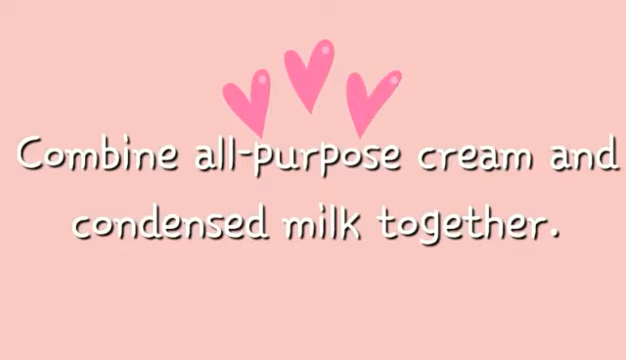 Combine all-purpose cream and
condensed milk together.